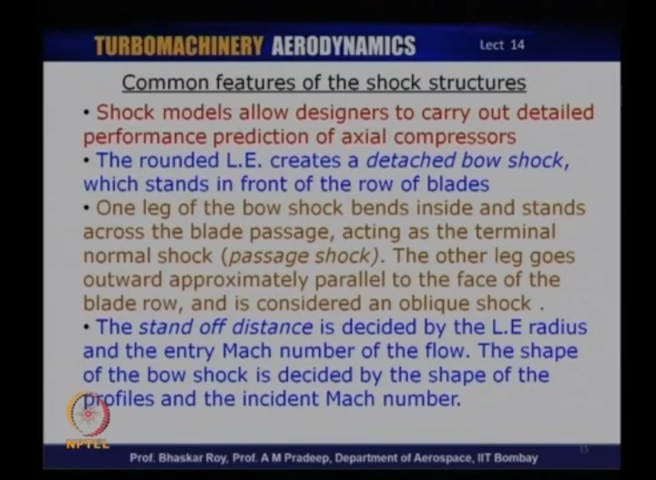 TURBOMACHINERY AERODYNAMICS
Lect 14
Common features of the shock structures
• Shock models allow designers to carry out detailed
performance prediction of axial compressors
• The rounded L.E. creates a detached bow shock,
which stands in front of the row of blades
• One leg of the bow shock bends inside and stands
across the blade passage, acting as the terminal
normal shock (passage shock). The other leg goes
outward approximately parallel to the face of the
blade row, and is considered an oblique shock .
• The stand off distance is decided by the L.E radius
and the entry Mach number of the flow. The shape
of the bow shock is decided by the shape of the
profiles and the incident Mach number.
NPTEL
15
Prof. Bhaskar Roy, Prof. A M Pradeep, Department of Aerospace, IIT Bombay